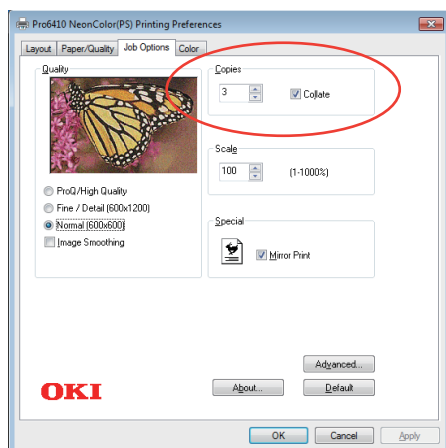 Pro6410 NeonColor(PS) Printing Preferences
Layout Paper/Quality Job Options Color
Quality
Copies
3 Collate
Scale
100 (1-1000%)
ProQ/High Quality
Fine / Detail (600x1200)
Normal (600x600)
Image Smoothing
Special
Mirror Print
Advanced...
OKI
About... Default
OK Cancel Apply